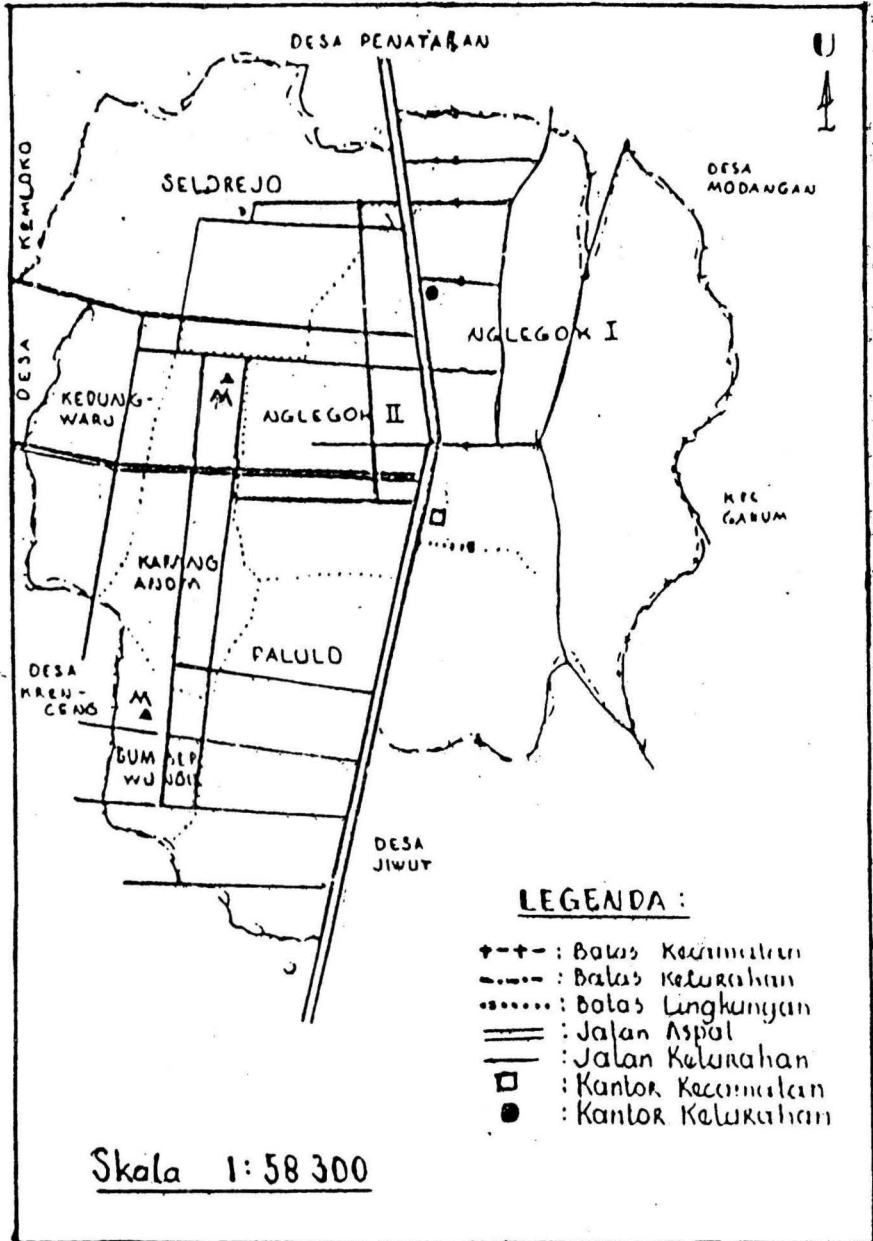 DESA PENATARAN
U
DESA
MODANGAN
SELOREJO
DESA KEMLOKO
NGLEGOK I
KEDUNG-
WARU
NGLEGOK II
KEC
GARUM
KARANG
ANOM
PALULO
DESA
KREN-
CENG
M
M
DESA
JIWUT
LEGENDA :
: Batas Kecamatan
: Batas Kelurahan
: Batas Lingkungan
: Jalan Aspal
: Jalan Kelurahan
: Kantor Kecamatan
: Kantor Kelurahan
Skala 1: 58 300